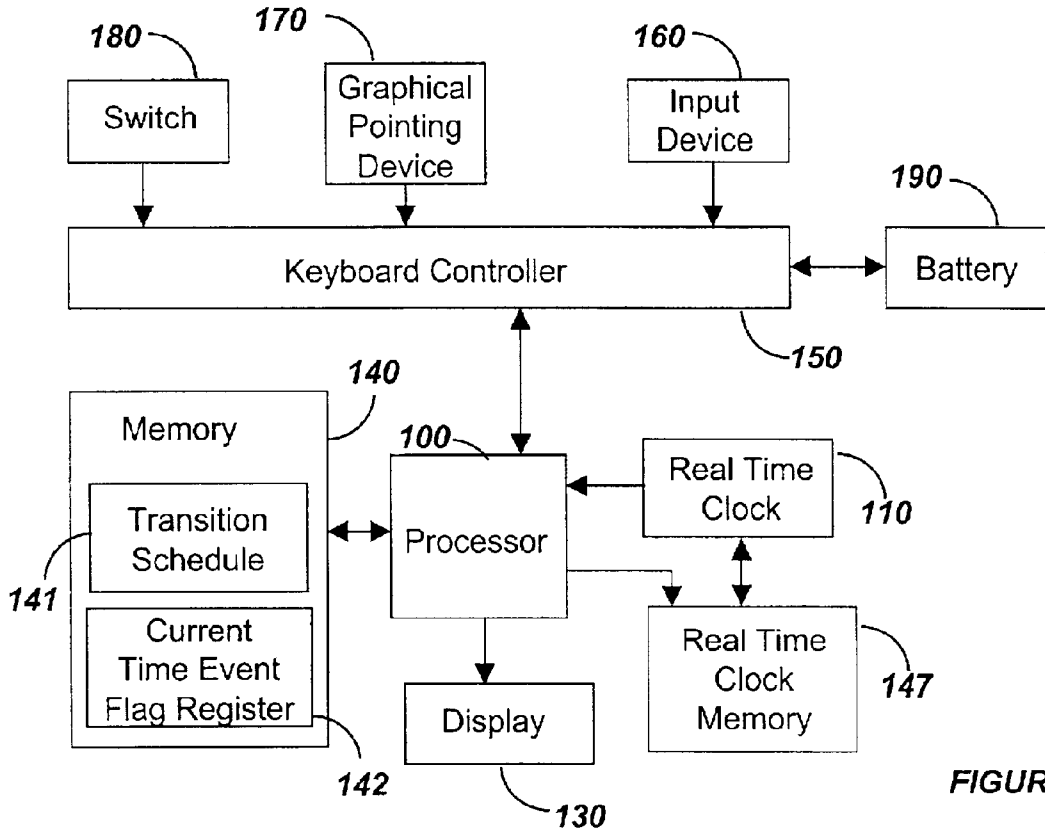 180
170
160
Switch
Graphical
Pointing
Device
Input
Device
190
Keyboard Controller
Battery
150
140
Memory
100
Real Time
Clock
110
Transition
Schedule
Processor
141
Current
Time Event
Flag Register
Real Time
Clock
Memory
147
Display
142
130
FIGUR